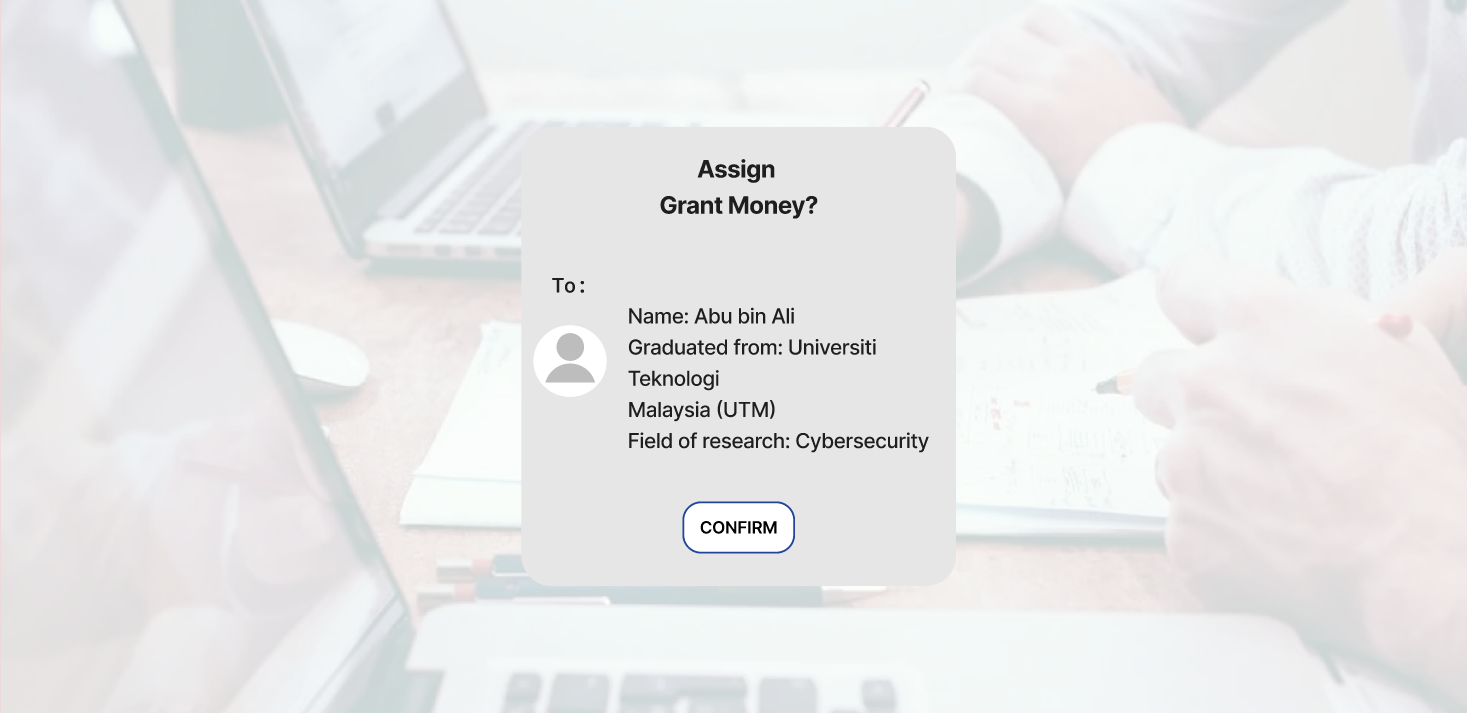 Assign
Grant Money?
To:
Name: Abu bin Ali
Graduated from: Universiti
Teknologi
Malaysia (UTM)
Field of research: Cybersecurity
CONFIRM